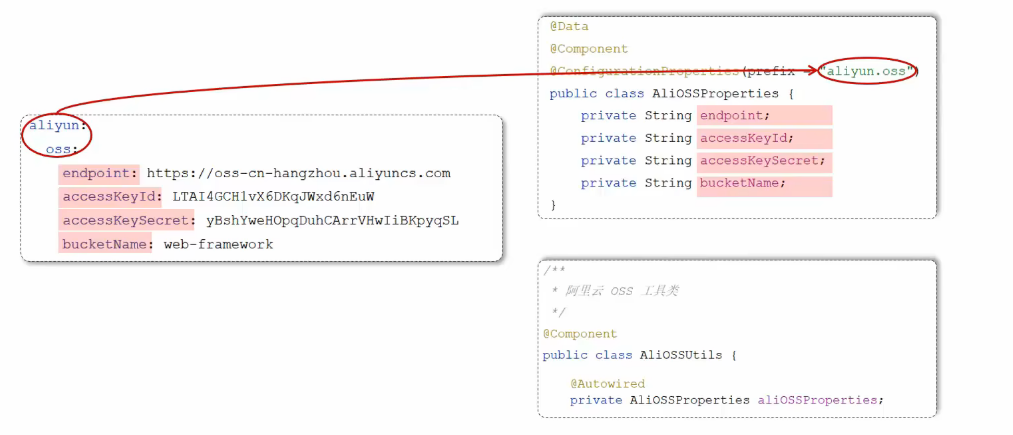 aliyun:
oss:
endpoint: https://oss-cn-hangzhou.aliyuncs.com
accessKeyId: LTAI4GCH1vX6DKqJWxd6nEuW
accessKeySecret: yBshYweHOpqDuhCArrVHwIiBKpyqSL
bucketName: web-framework
@Data
@Component
@ConfigurationProperties(prefix = "aliyun.oss")
public class AliOSSProperties {
private String endpoint;
private String accessKeyId;
private String accessKeySecret;
private String bucketName;
}
/**
* 阿里云 OSS 工具类
*/
@Component
public class AliOSSUtils {
@Autowired
private AliOSSProperties aliOSSProperties;